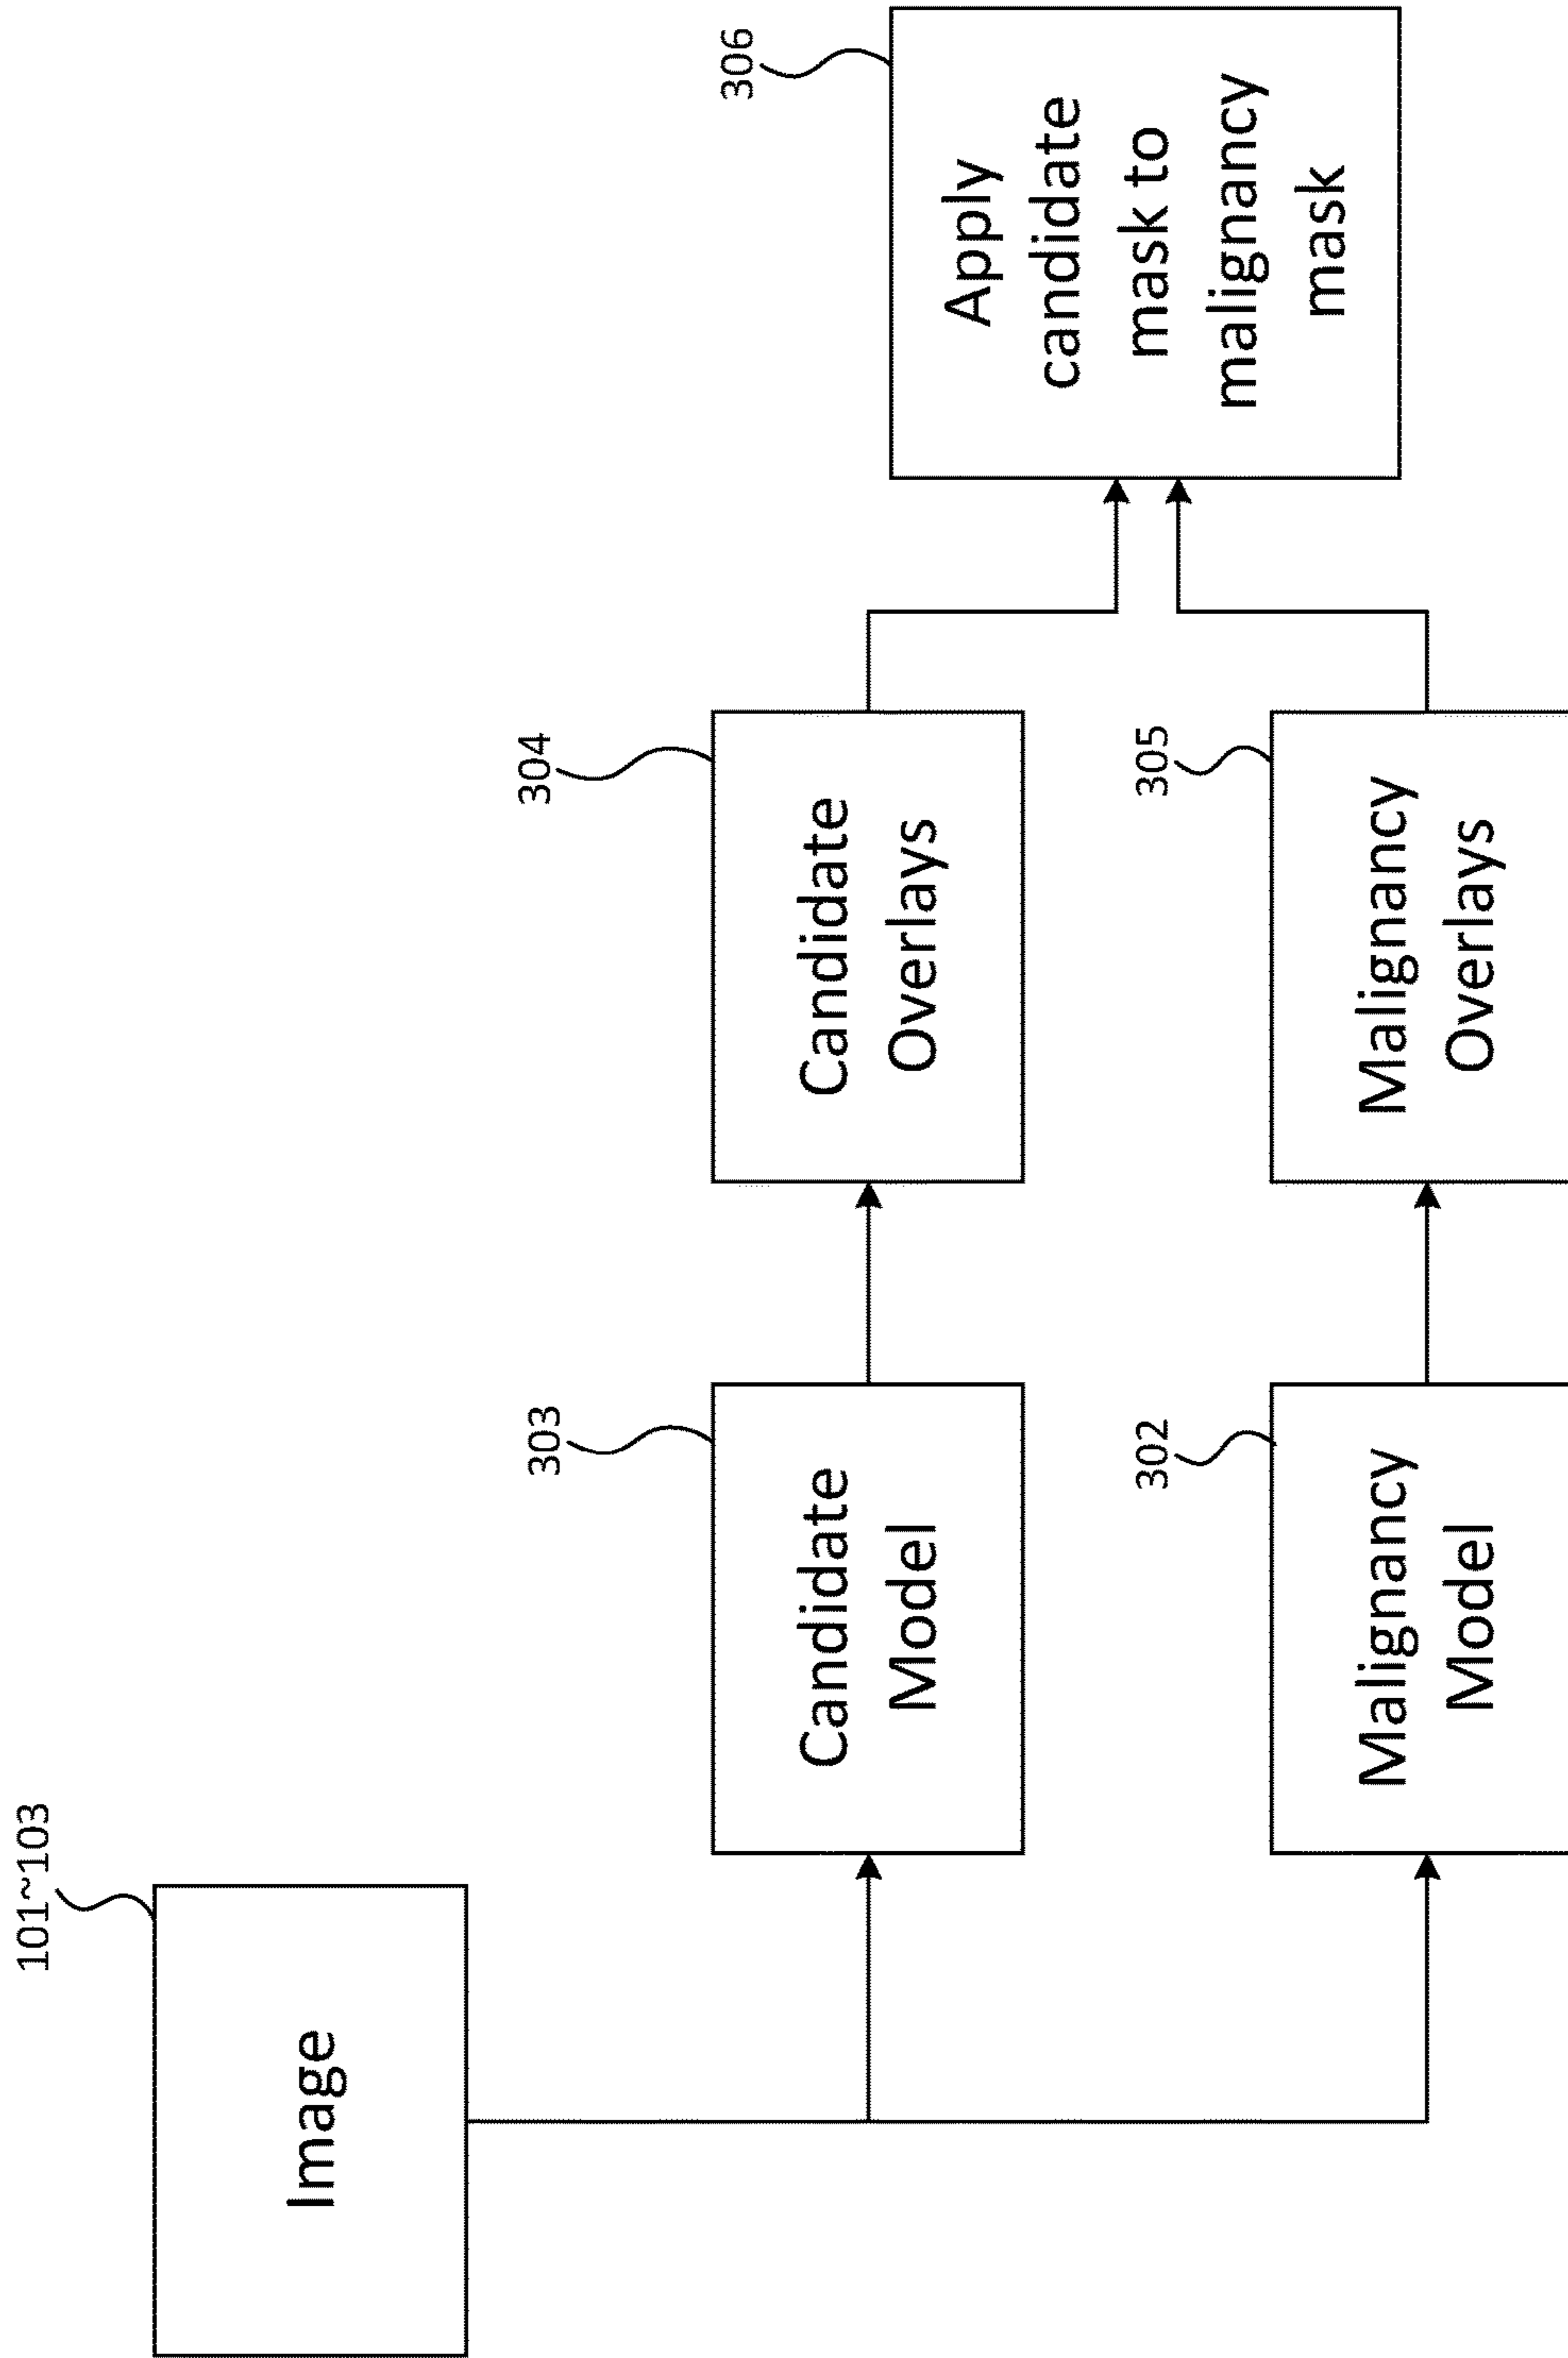 101~103
Image
303
Candidate
Model
304
Candidate
Overlays
302
Malignancy
Model
305
Malignancy
Overlays
306
Apply
candidate
mask to
malignancy
mask